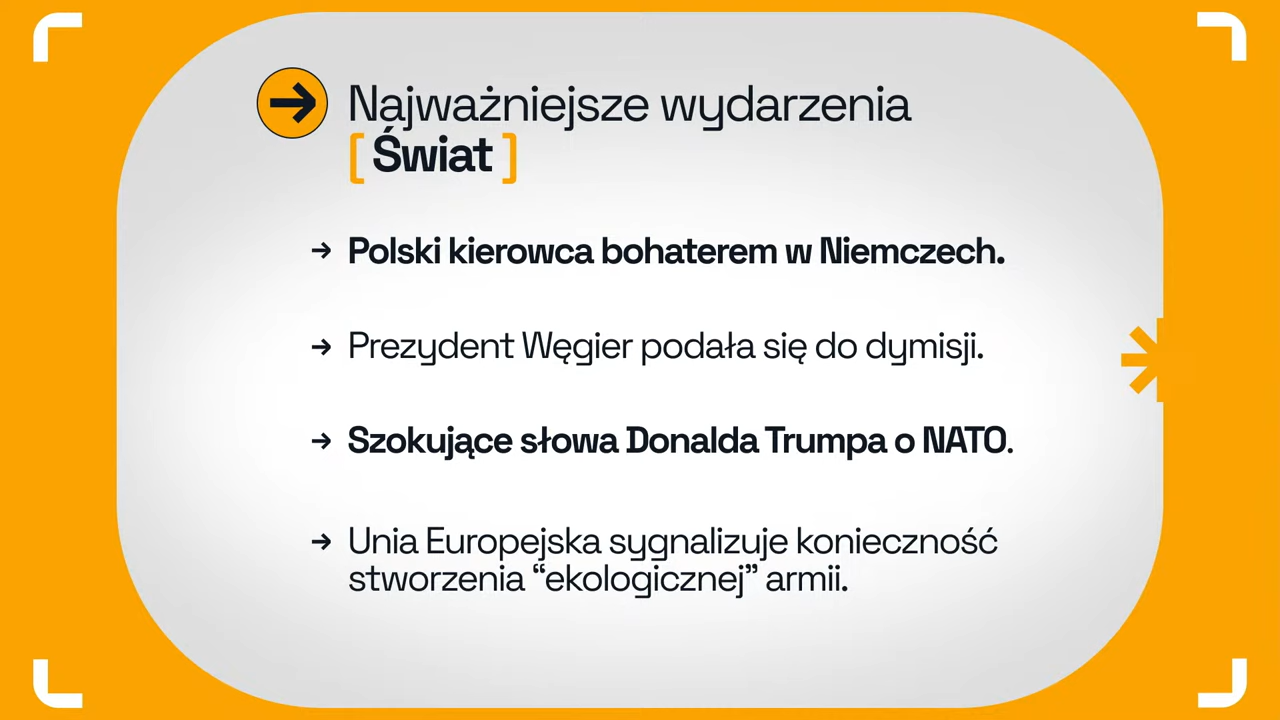 Najważniejsze wydarzenia
[ Świat ]
→ Polski kierowca bohaterem w Niemczech.
→ Prezydent Węgier podała się do dymisji.
→ Szokujące słowa Donalda Trumpa o NATO.
→ Unia Europejska sygnalizuje konieczność
stworzenia “ekologicznej” armii.